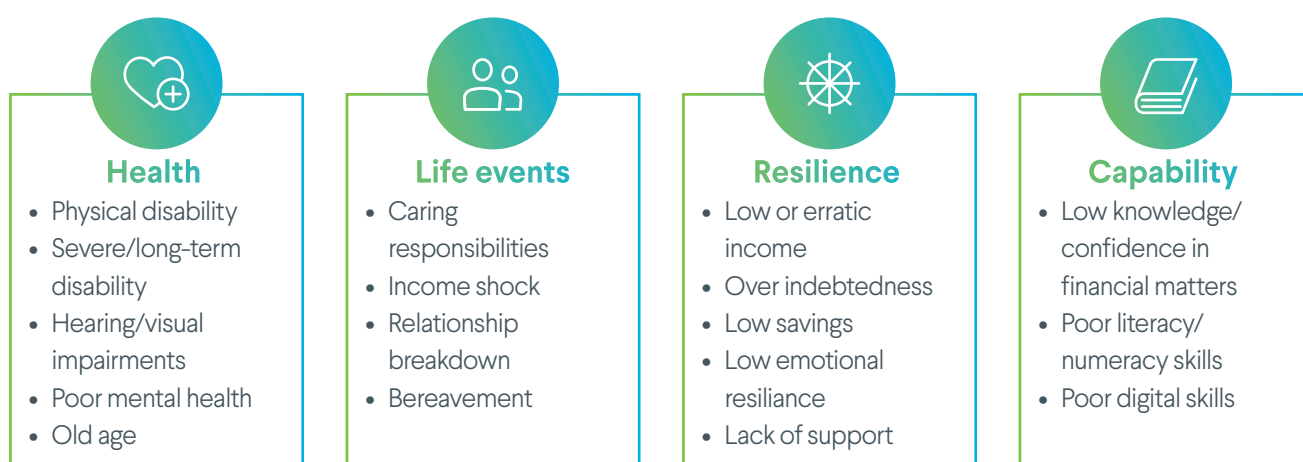 Health
• Physical disability
• Severe/long-term
disability
• Hearing/visual
impairments
• Poor mental health
• Old age
Life events
• Caring
responsibilities
• Income shock
• Relationship
breakdown
• Bereavement
Resilience
• Low or erratic
income
• Over indebtedness
• Low savings
• Low emotional
resiliance
• Lack of support
Capability
• Low knowledge/
confidence in
financial matters
• Poor literacy/
numeracy skills
• Poor digital skills